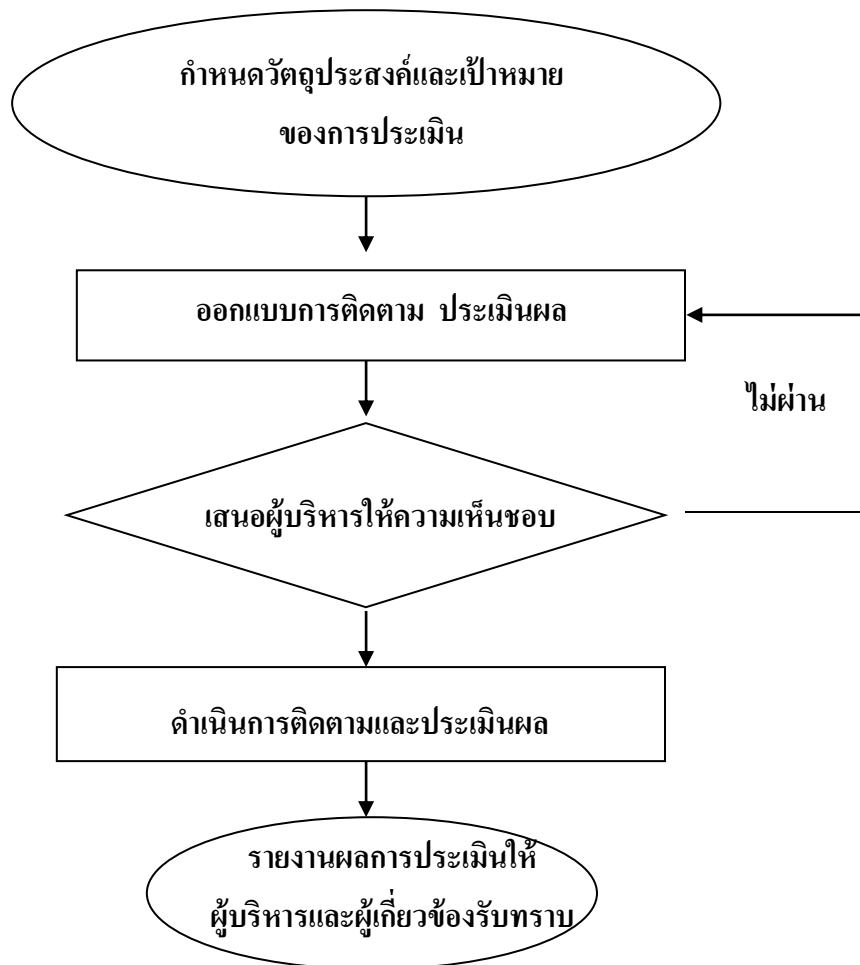 กำหนดวัตถุประสงค์และเป้าหมาย
ของการประเมิน
ออกแบบการติดตาม ประเมินผล
ไม่ผ่าน
เสนอผู้บริหารให้ความเห็นชอบ
ดำเนินการติดตามและประเมินผล
รายงานผลการประเมินให้
ผู้บริหารและผู้เกี่ยวข้องรับทราบ